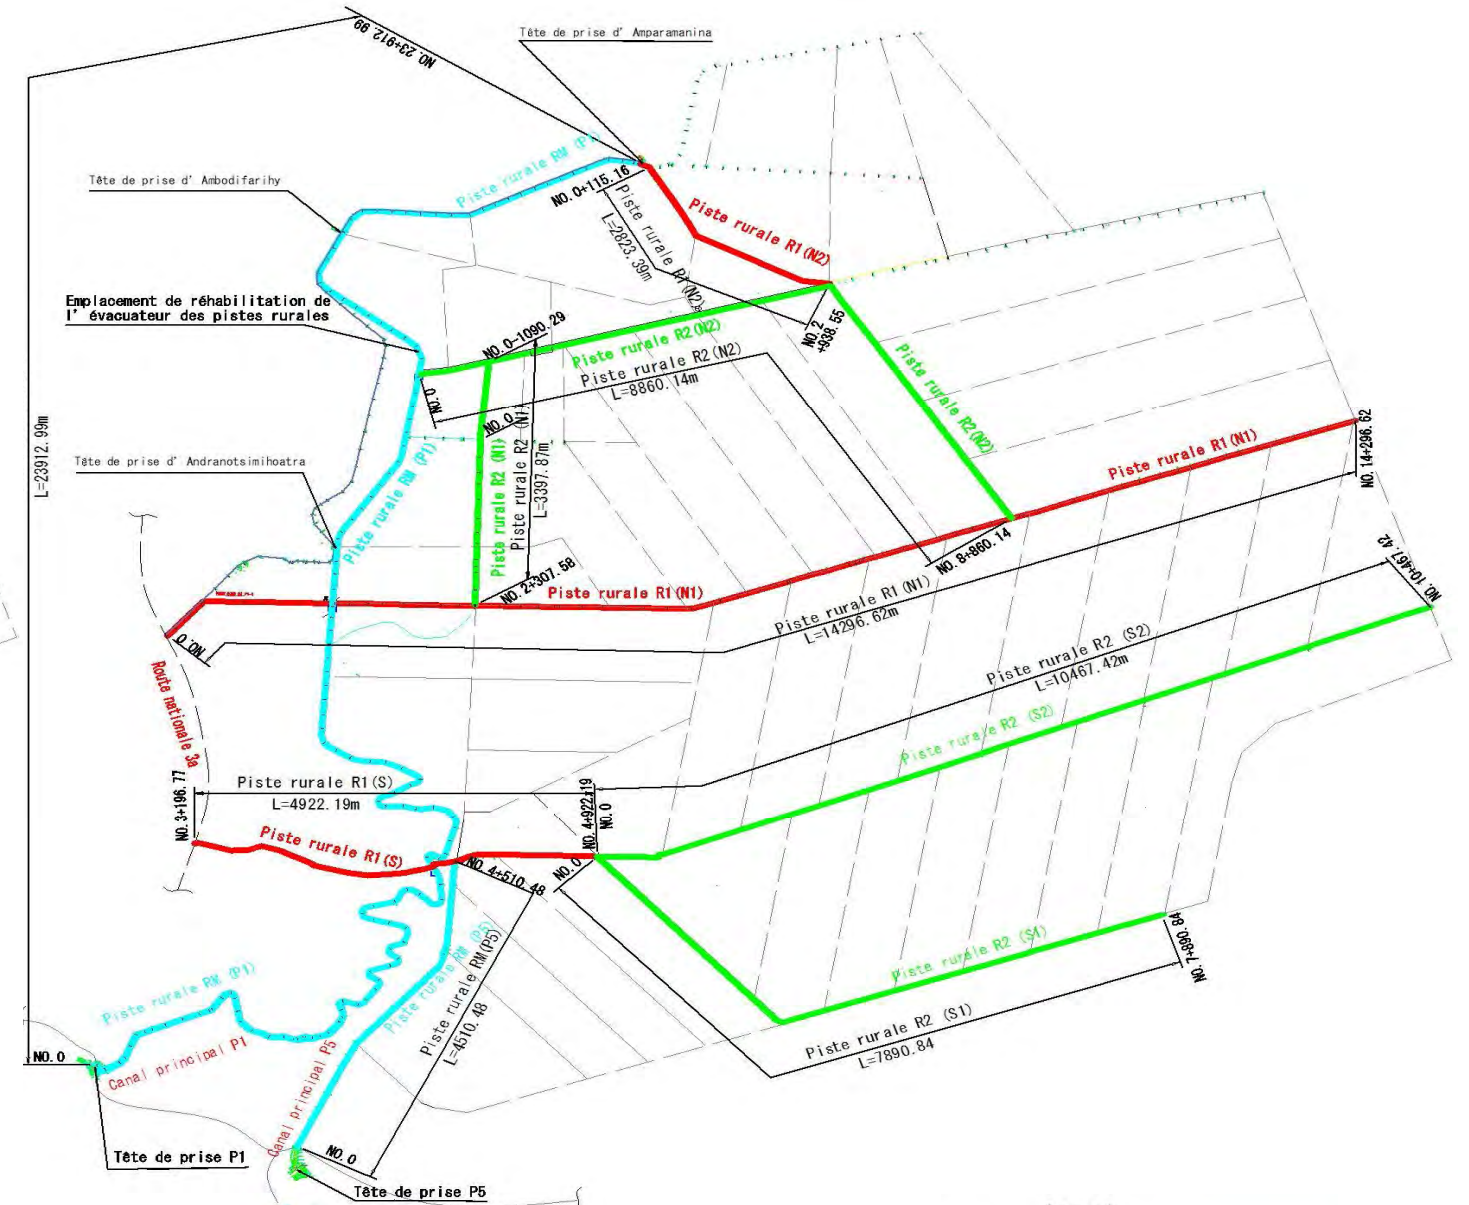 NO.23+912.99
Tête de prise d' Amparamanina
Piste rurale RM (P1)
Tête de prise d' Ambodifarihy
NO.0+115.16
Piste rurale R1(N2)
L=2823.39m
Piste rurale R1(N2)
Emplacement de réhabilitation de
l' évacuateur des pistes rurales
NO.2
+938.55
NO.0-1090.29
Piste rurale R2(N2)
Piste rurale R2(N2)
L=8860.14m
Piste rurale R2(N2)
NO.0
NO.0
L=23912.99m
Tête de prise d' Andranotsimihoatra
Piste rurale RM (P1)
Piste rurale R2 (N1)
Piste rurale R2 (N1)
L=3397.87m
Piste rurale R1(N1)
NO.14+296.62
NO.8+860.14
NO.2+307.58
Piste rurale R1(N1)
Piste rurale R1(N1)
L=14296.62m
NO.10+467.42
NO.0
Route nationale 3a
Piste rurale R2 (S2)
L=10467.42m
Piste rurale R2 (S2)
NO.3+196.77
Piste rurale R1(S)
L=4922.19m
NO.4+922.19
NO.0
Piste rurale R1(S)
NO.4+510.48
NO.0
Piste rurale RM (P5)
Piste rurale RM(P5)
L=4510.48
Piste rurale R2 (S1)
NO.7+890.84
Piste rurale R2 (S1)
L=7890.84
Piste rurale RM (P1)
NO.0
Canal principal P1
Canal principal P5
NO.0
Tête de prise P1
Tête de prise P5